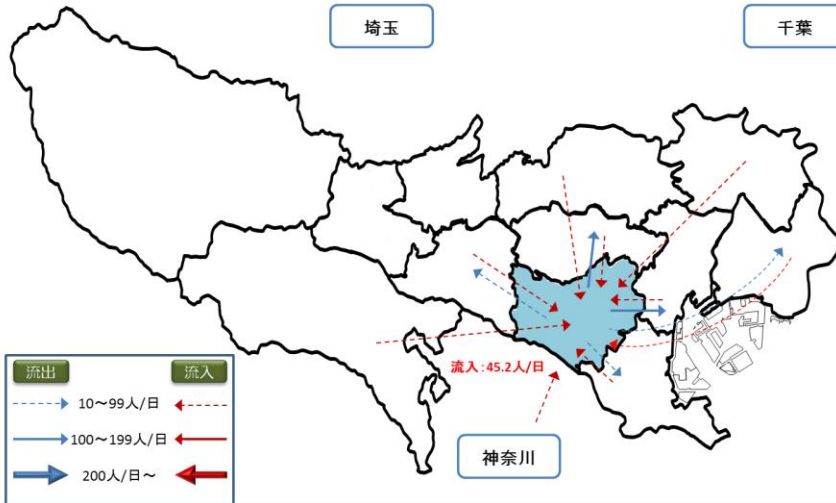 埼玉
千葉
流入:45.2人/日
神奈川
流出 流入
10~99人/日
100~199人/日
200人/日~